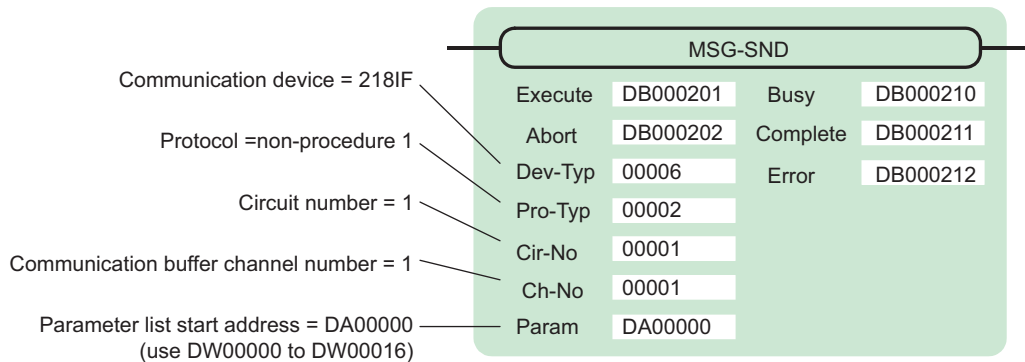 MSG-SND
Communication device = 218IF
Execute DB000201 Busy DB000210
Protocol =non-procedure 1
Abort DB000202 Complete DB000211
Dev-Typ 00006 Error DB000212
Circuit number = 1
Pro-Typ 00002
Communication buffer channel number = 1
Cir-No 00001
Ch-No 00001
Parameter list start address = DA00000
(use DW00000 to DW00016)
Param DA00000